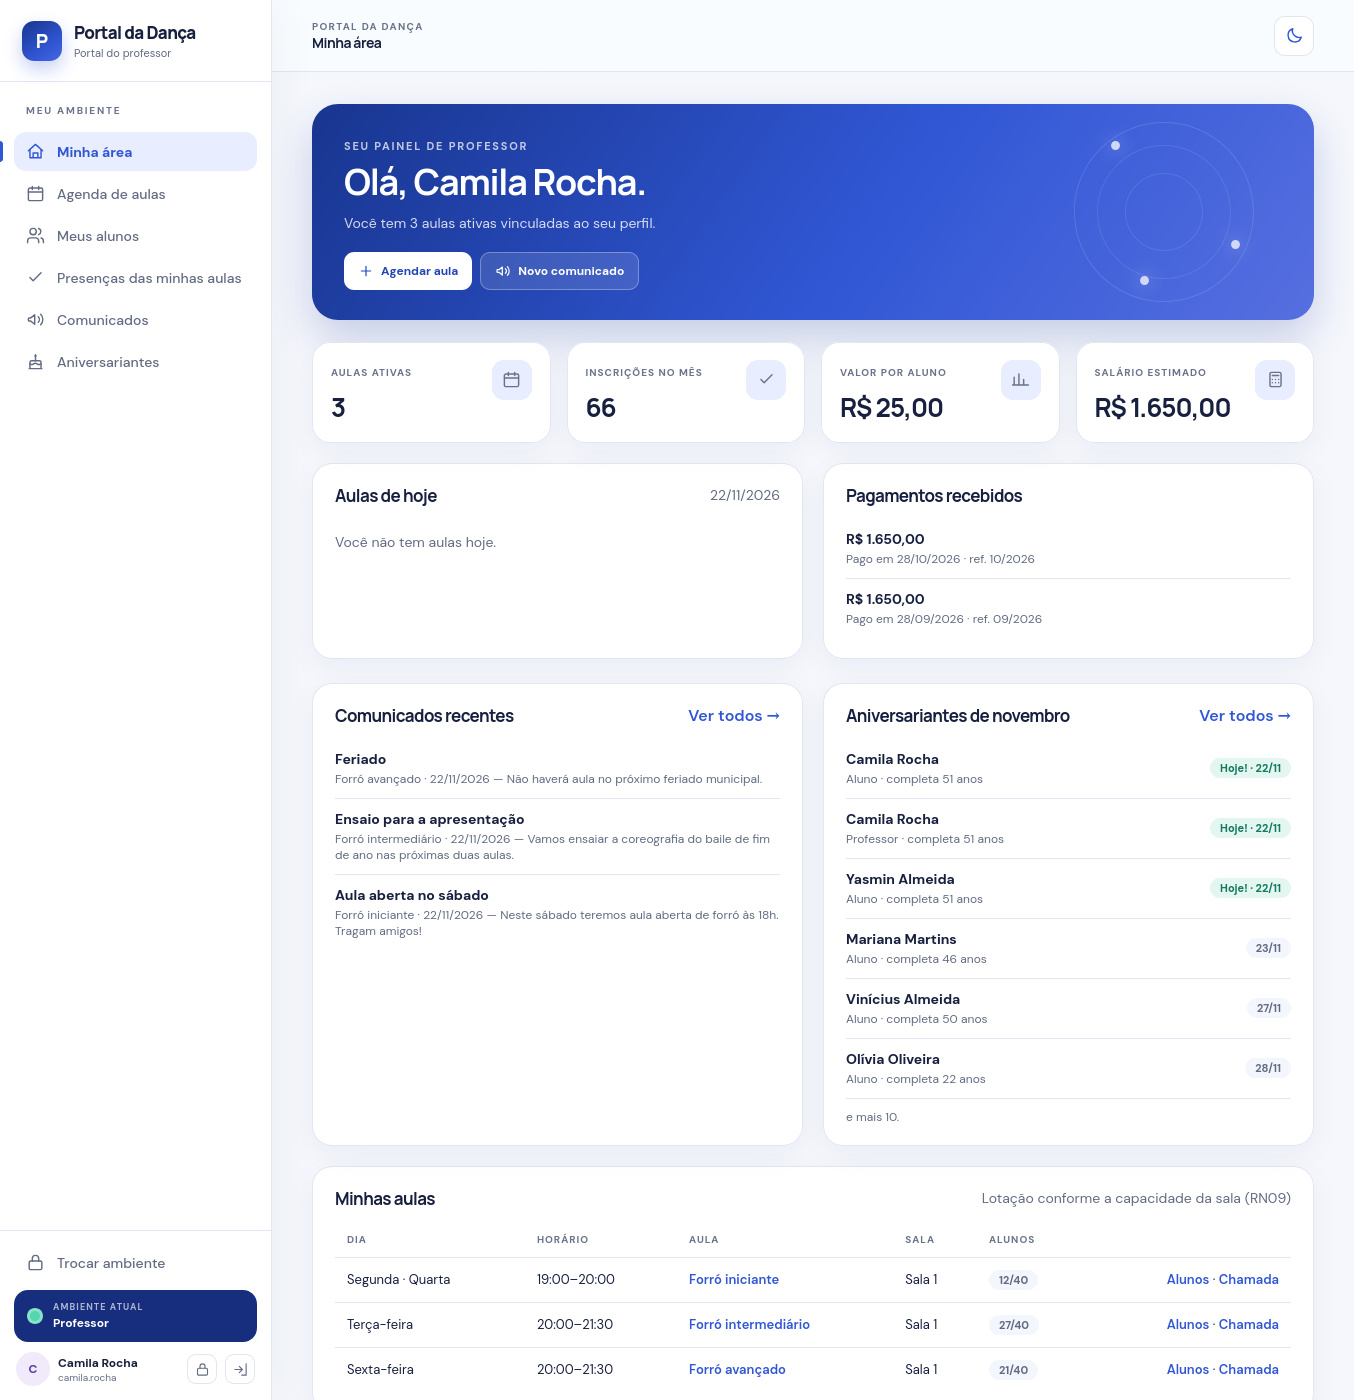 P
Portal da Dança
Portal do professor
MEU AMBIENTE
Minha área
Agenda de aulas
Meus alunos
Presenças das minhas aulas
Comunicados
Aniversariantes
Trocar ambiente
AMBIENTE ATUAL
Professor
C
Camila Rocha
camila.rocha
PORTAL DA DANÇA
Minha área
SEU PAINEL DE PROFESSOR
Olá, Camila Rocha.
Você tem 3 aulas ativas vinculadas ao seu perfil.
Agendar aula
Novo comunicado
AULAS ATIVAS
3
INSCRIÇÕES NO MÊS
66
VALOR POR ALUNO
R$ 25,00
SALÁRIO ESTIMADO
R$ 1.650,00
Aulas de hoje
22/11/2026
Você não tem aulas hoje.
Pagamentos recebidos
R$ 1.650,00
Pago em 28/10/2026 · ref. 10/2026
R$ 1.650,00
Pago em 28/09/2026 · ref. 09/2026
Comunicados recentes
Ver todos →
Feriado
Forró avançado · 22/11/2026 — Não haverá aula no próximo feriado municipal.
Ensaio para a apresentação
Forró intermediário · 22/11/2026 — Vamos ensaiar a coreografia do baile de fim
de ano nas próximas duas aulas.
Aula aberta no sábado
Forró iniciante · 22/11/2026 — Neste sábado teremos aula aberta de forró às 18h.
Tragam amigos!
Aniversariantes de novembro
Ver todos →
Camila Rocha
Aluno · completa 51 anos
Hoje! · 22/11
Camila Rocha
Professor · completa 51 anos
Hoje! · 22/11
Yasmin Almeida
Aluno · completa 51 anos
Hoje! · 22/11
Mariana Martins
Aluno · completa 46 anos
23/11
Vinícius Almeida
Aluno · completa 50 anos
27/11
Olívia Oliveira
Aluno · completa 22 anos
28/11
e mais 10.
Minhas aulas
Lotação conforme a capacidade da sala (RN09)
DIA HORÁRIO AULA SALA ALUNOS
Segunda · Quarta 19:00–20:00 Forró iniciante Sala 1 12/40 Alunos · Chamada
Terça-feira 20:00–21:30 Forró intermediário Sala 1 27/40 Alunos · Chamada
Sexta-feira 20:00–21:30 Forró avançado Sala 1 21/40 Alunos · Chamada